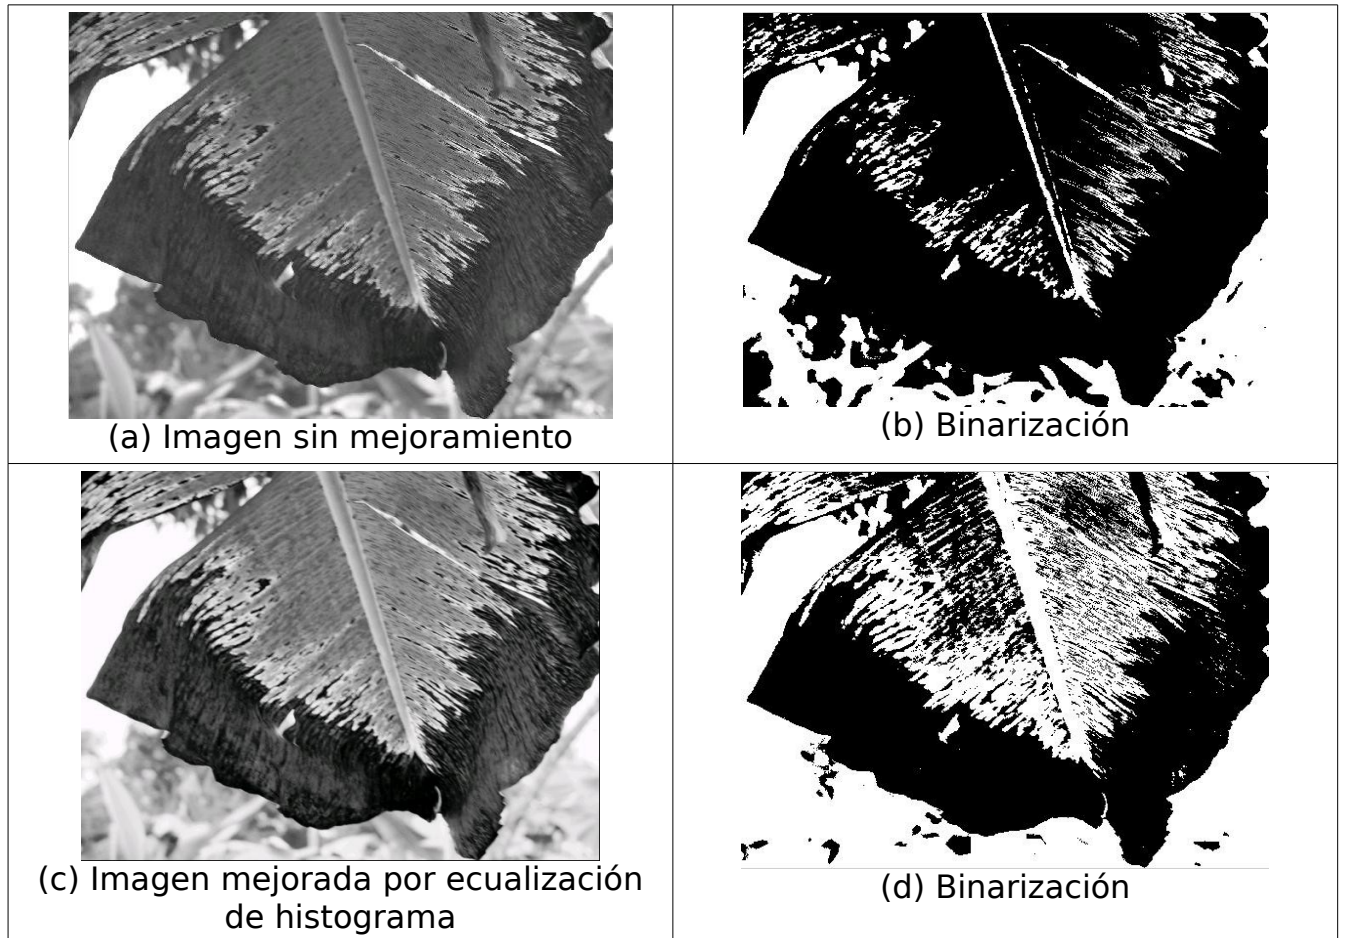 (a) Imagen sin mejoramiento
(b) Binarización
(c) Imagen mejorada por ecualización
de histograma
(d) Binarización